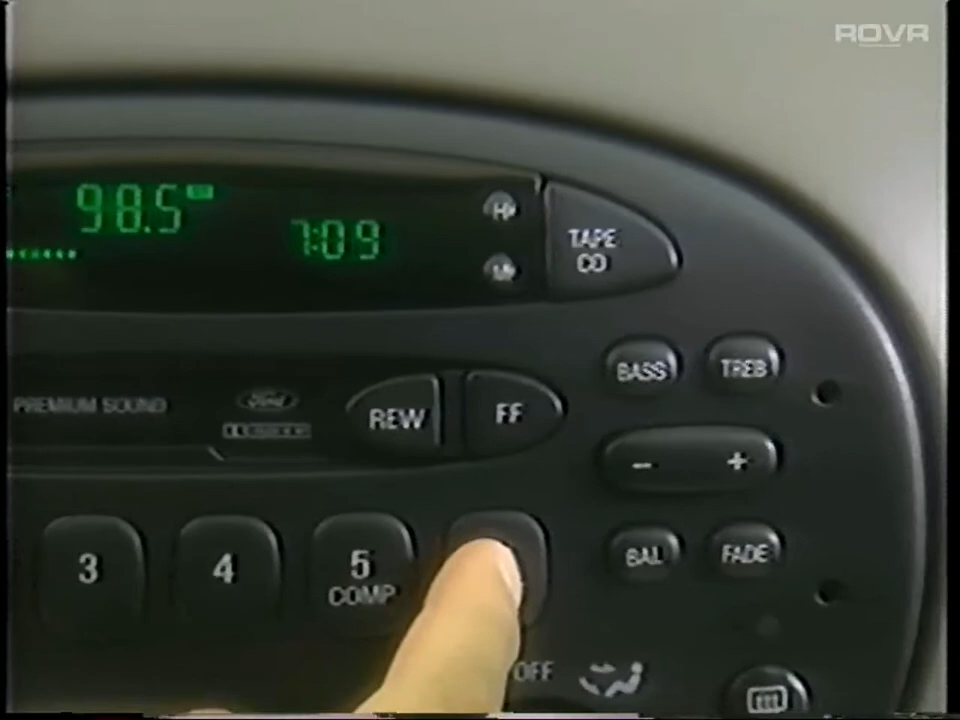 ROVR
98.5
7:09
TAPE
CD
BASS
TREB
PREMIUM SOUND
Ford
REW
FF
- +
3
4
5
COMP
BAL
FADE
OFF